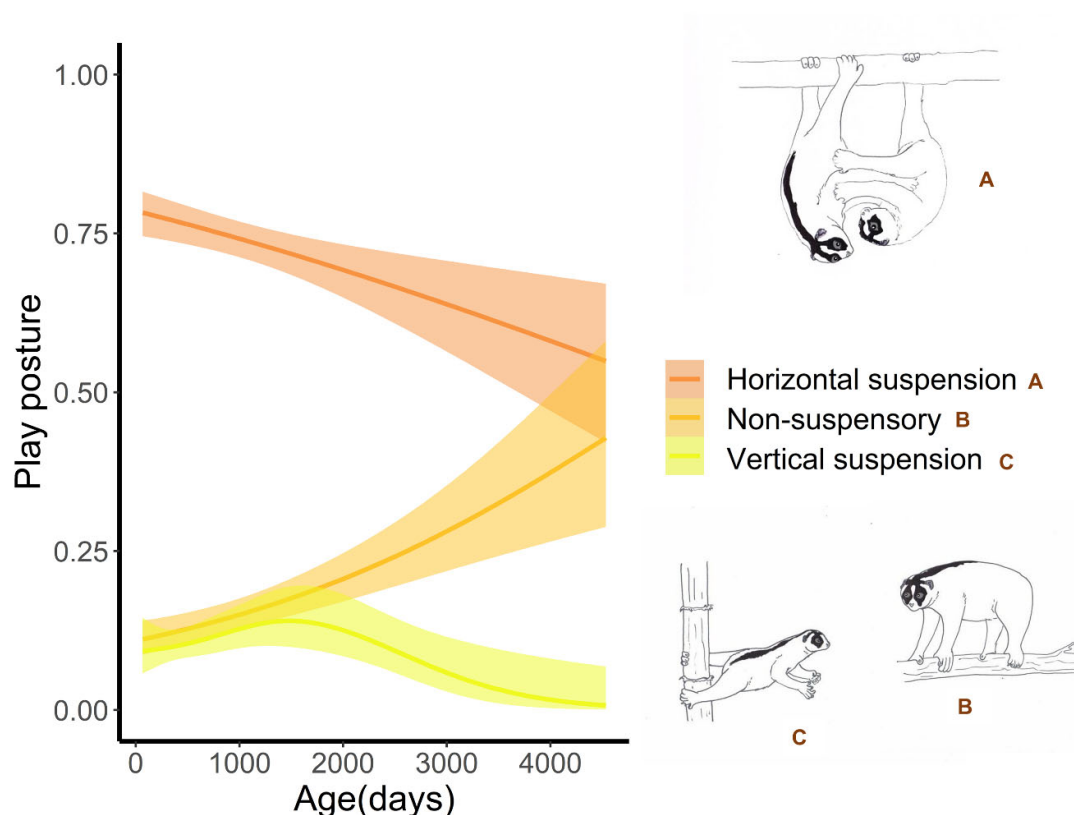 Play posture
1.00
0.75
0.50
0.25
0.00
0
1000
2000
3000
4000
Age(days)
A
Horizontal suspension A
Non-suspensory B
Vertical suspension C
C
B